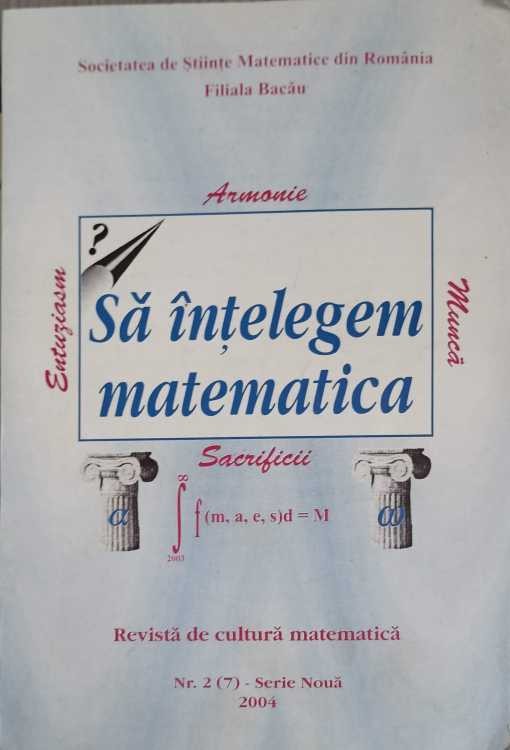 Societatea de Științe Matematice din România
Filiala Bacău
Armonie
?
Entuziasm
Să înțelegem
matematica
Muncă
Sacrificii
α
∞
∫ f (m, a, e, s)d = M
2003
ω
Revistă de cultură matematică
Nr. 2 (7) - Serie Nouă
2004